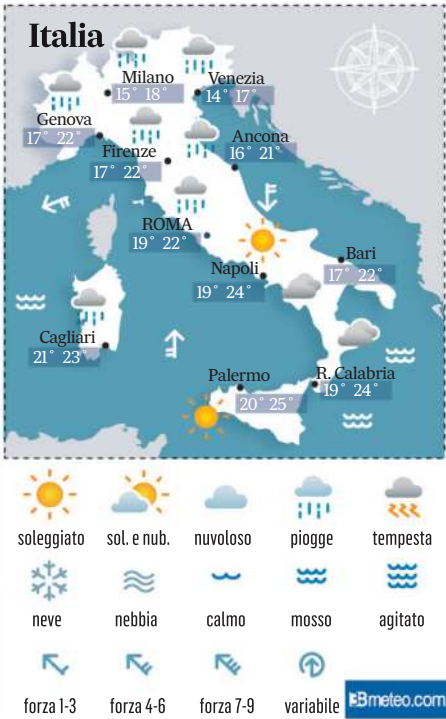 Italia
Milano
15° 18°
Venezia
14° 17°
Genova
17° 22°
Firenze
17° 22°
Ancona
16° 21°
ROMA
19° 22°
Napoli
19° 24°
Bari
17° 22°
Cagliari
21° 23°
Palermo
20° 25°
R. Calabria
19° 24°
soleggiato sol. e nub. nuvoloso piogge tempesta
neve nebbia calmo mosso agitato
forza 1-3 forza 4-6 forza 7-9 variabile
3Bmeteo.com